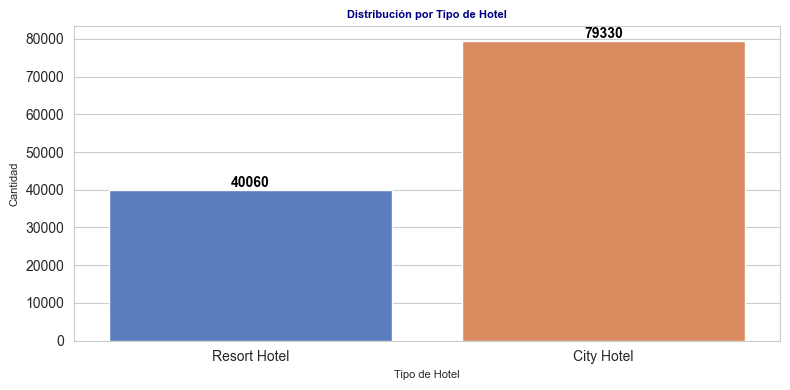 Distribución por Tipo de Hotel
79330
40060
80000
70000
60000
50000
40000
30000
20000
10000
0
Cantidad
Resort Hotel
City Hotel
Tipo de Hotel